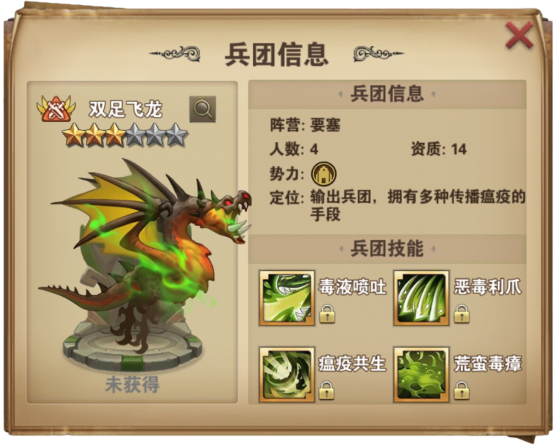 兵团信息
双足飞龙
未获得
兵团信息
阵营: 要塞
人数: 4 资质: 14
势力:
定位: 输出兵团，拥有多种传播瘟疫的
手段
兵团技能
毒液喷吐 恶毒利爪
瘟疫共生 荒蛮毒瘴